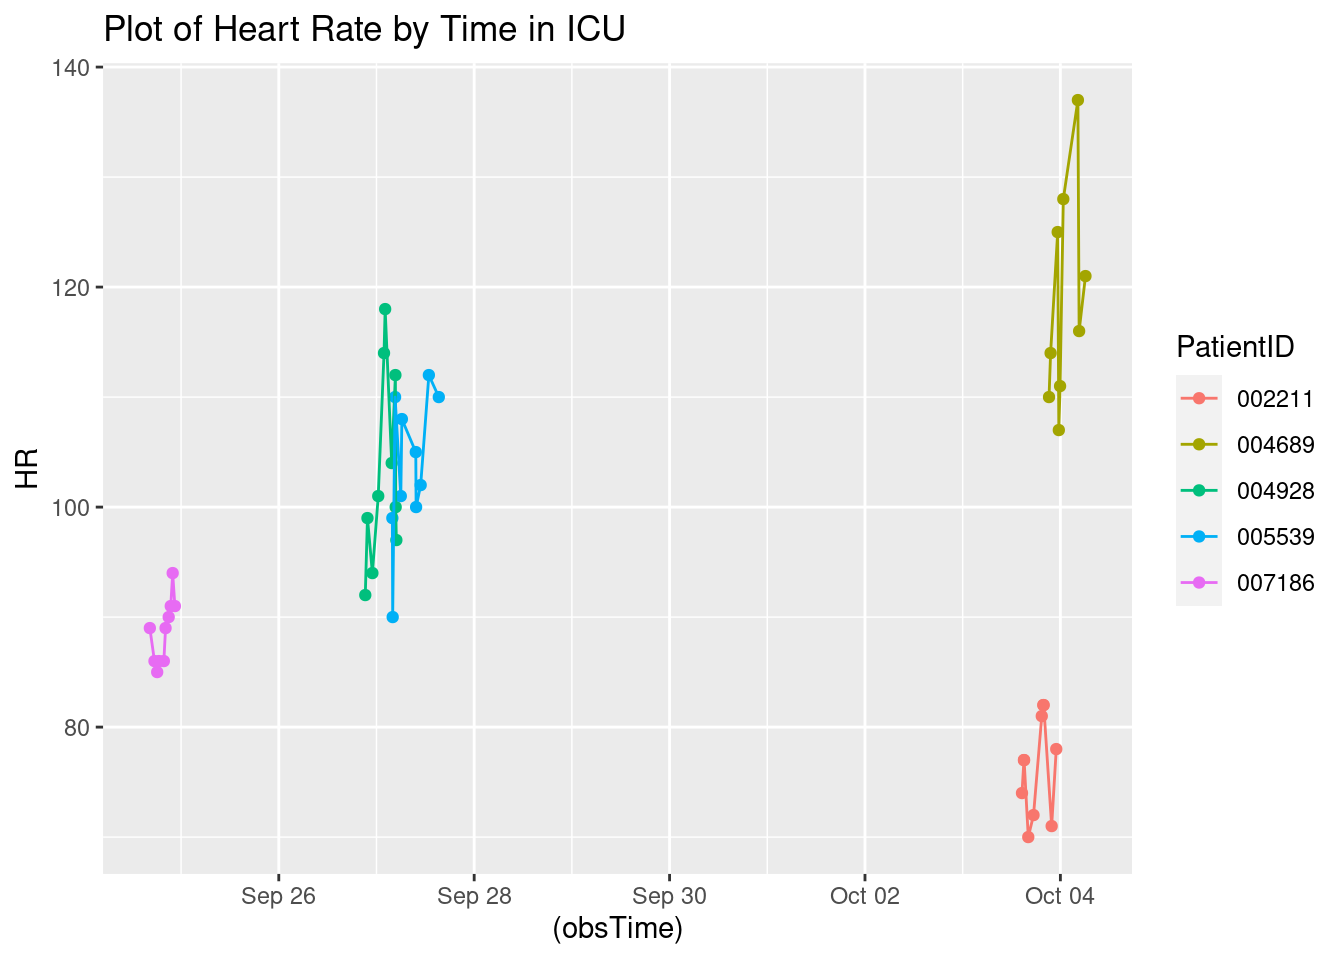 Plot of Heart Rate by Time in ICU
140
120
100
80
HR
Sep 26
Sep 28
Sep 30
Oct 02
Oct 04
(obsTime)
PatientID
002211
004689
004928
005539
007186